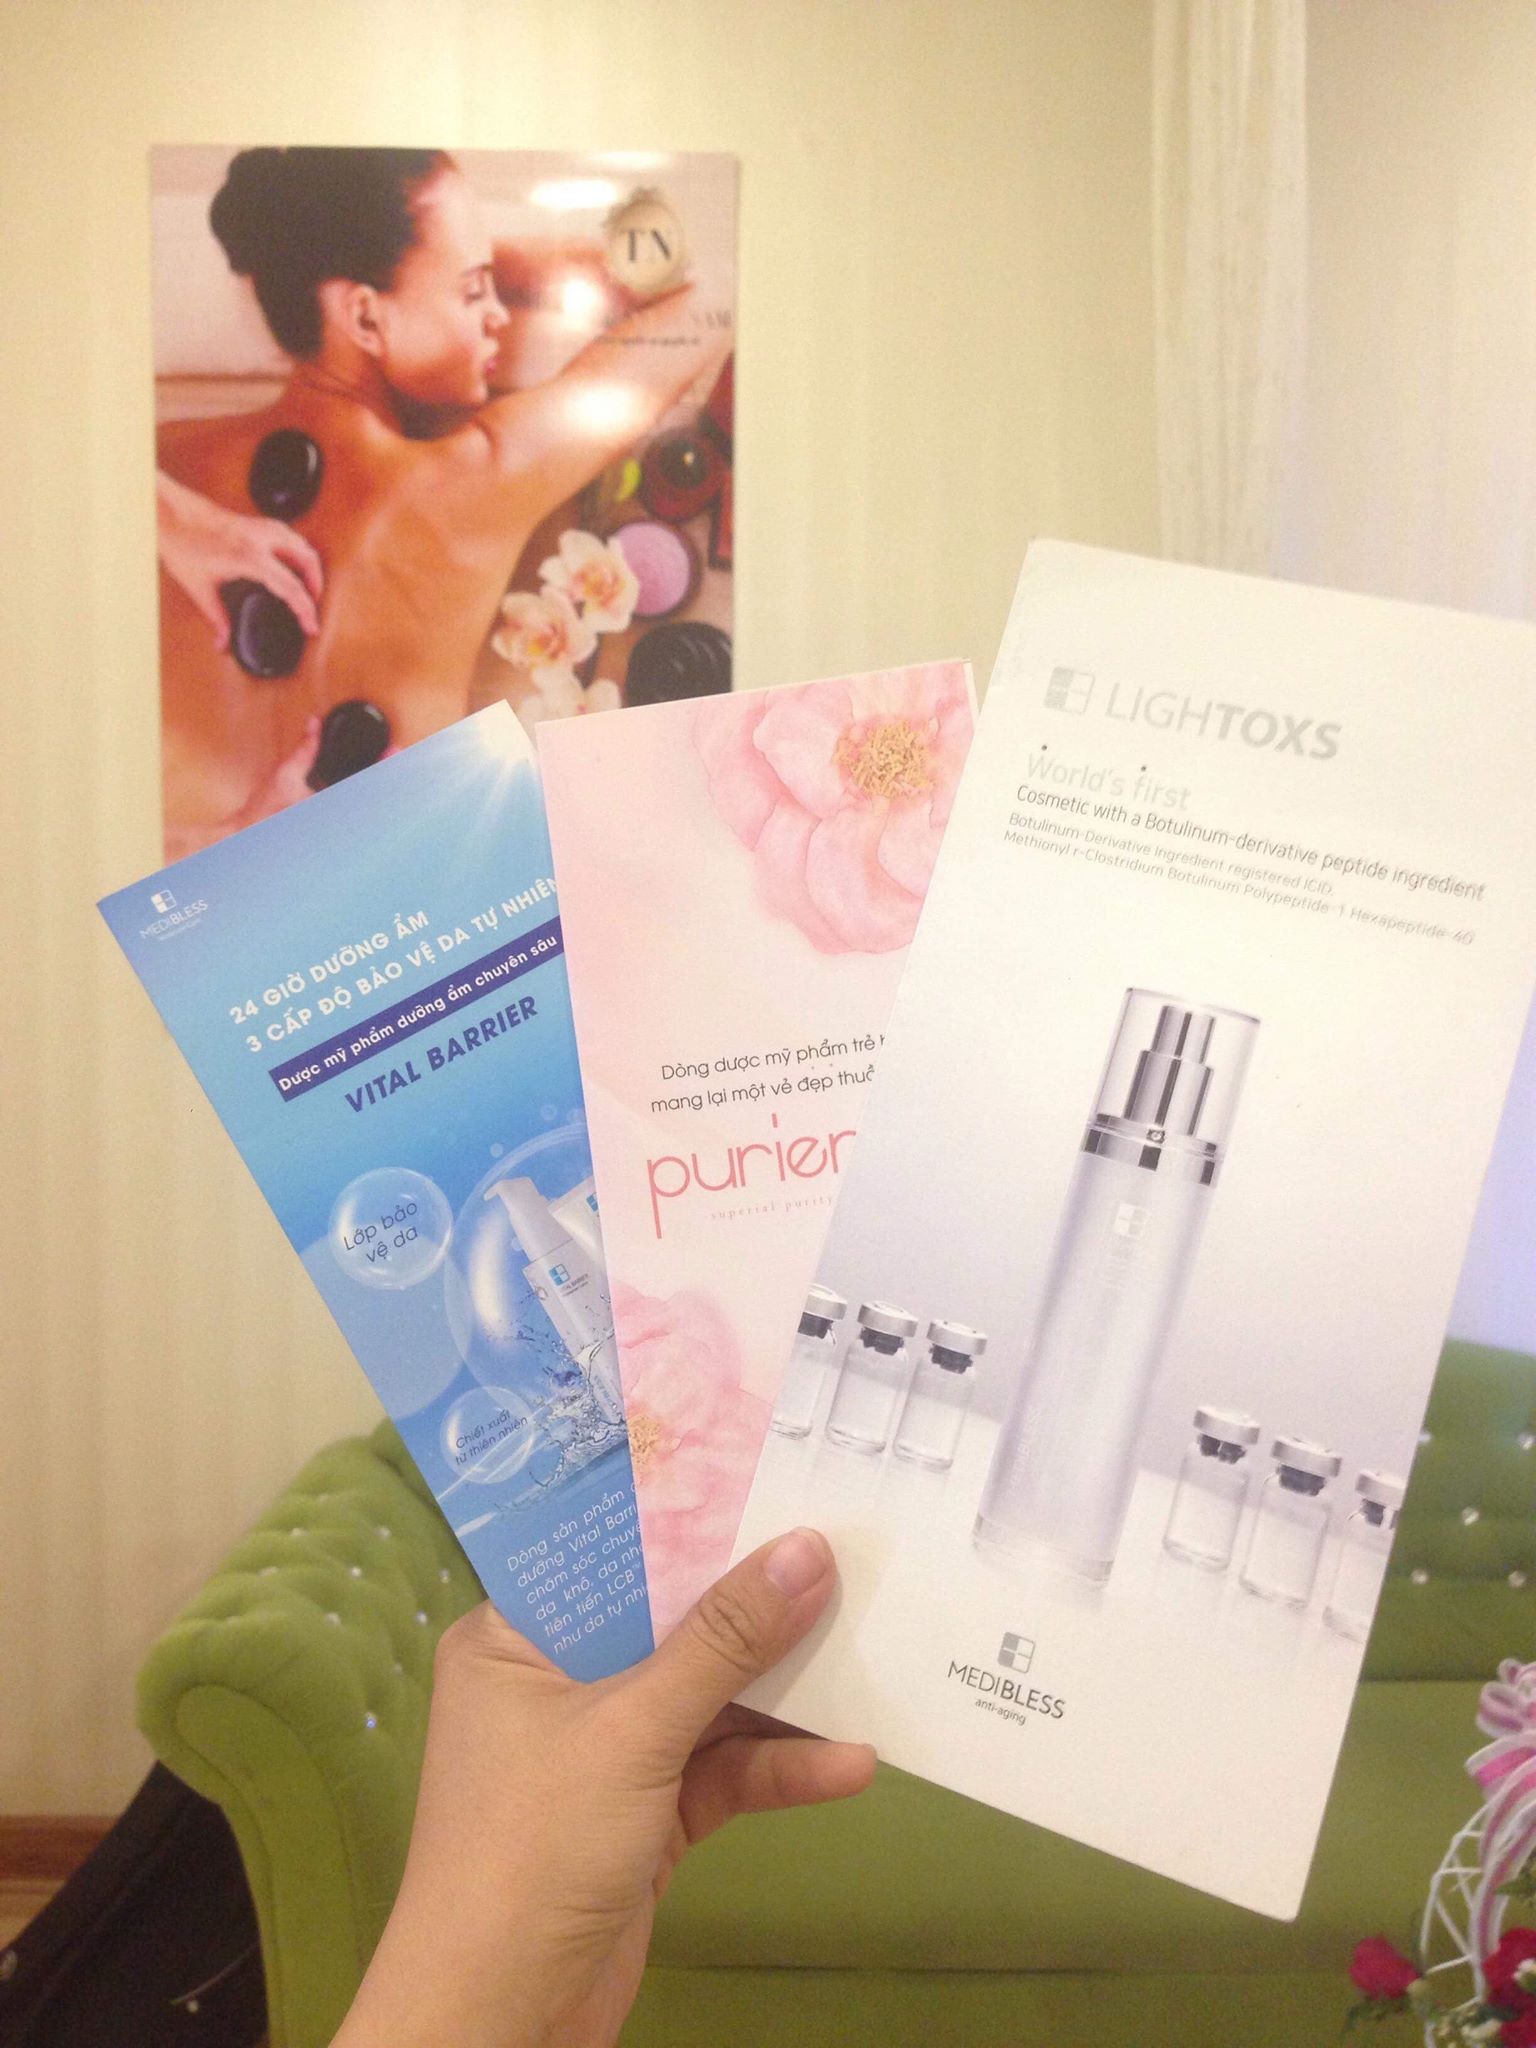 TN
MEDIBLESS
24 GIỜ DƯỠNG ẨM
3 CẤP ĐỘ BẢO VỆ DA TỰ NHIÊN
Dược mỹ phẩm dưỡng ẩm chuyên sâu
VITAL BARRIER
Lớp bảo
vệ da
Chiết xuất
từ thiên nhiên
Dòng sản phẩm
dưỡng Vital Barri
chăm sóc chuyê
da khô, da nh
tiên tiến LCB™
như da tự nhi
Dòng dược mỹ phẩm trẻ
mang lại một vẻ đẹp thuầ
purier
superial purity
LIGHTOXS
World's first
Cosmetic with a Botulinum-derivative peptide ingredient
Botulinum-Derivative Ingredient registered ICID.
Methionyl r-Clostridium Botulinum Polypeptide-1 Hexapeptide-40
MEDIBLESS
anti-aging